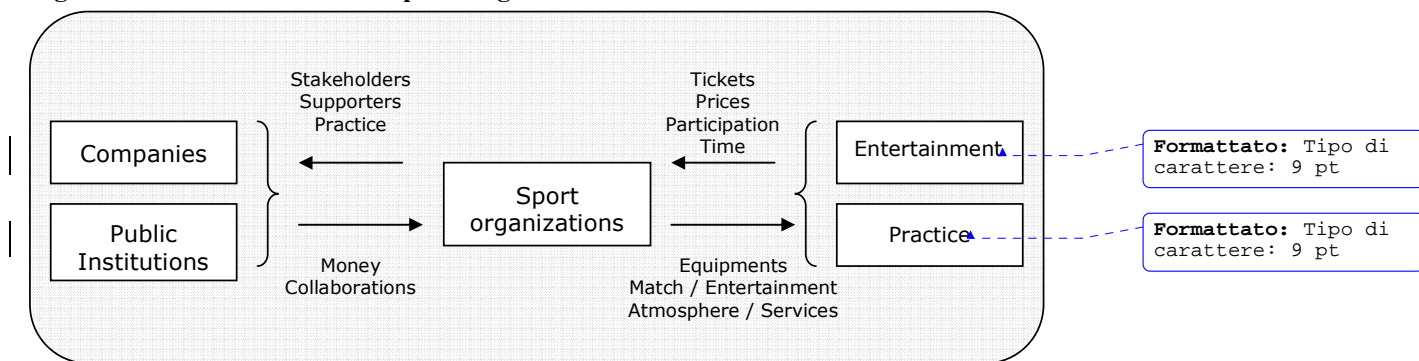 Stakeholders
Supporters
Practice
Tickets
Prices
Participation
Time
Companies
Public
Institutions
Sport
organizations
Entertainment
Practice
Money
Collaborations
Equipments
Match / Entertainment
Atmosphere / Services
Formattato: Tipo di
carattere: 9 pt
Formattato: Tipo di
carattere: 9 pt